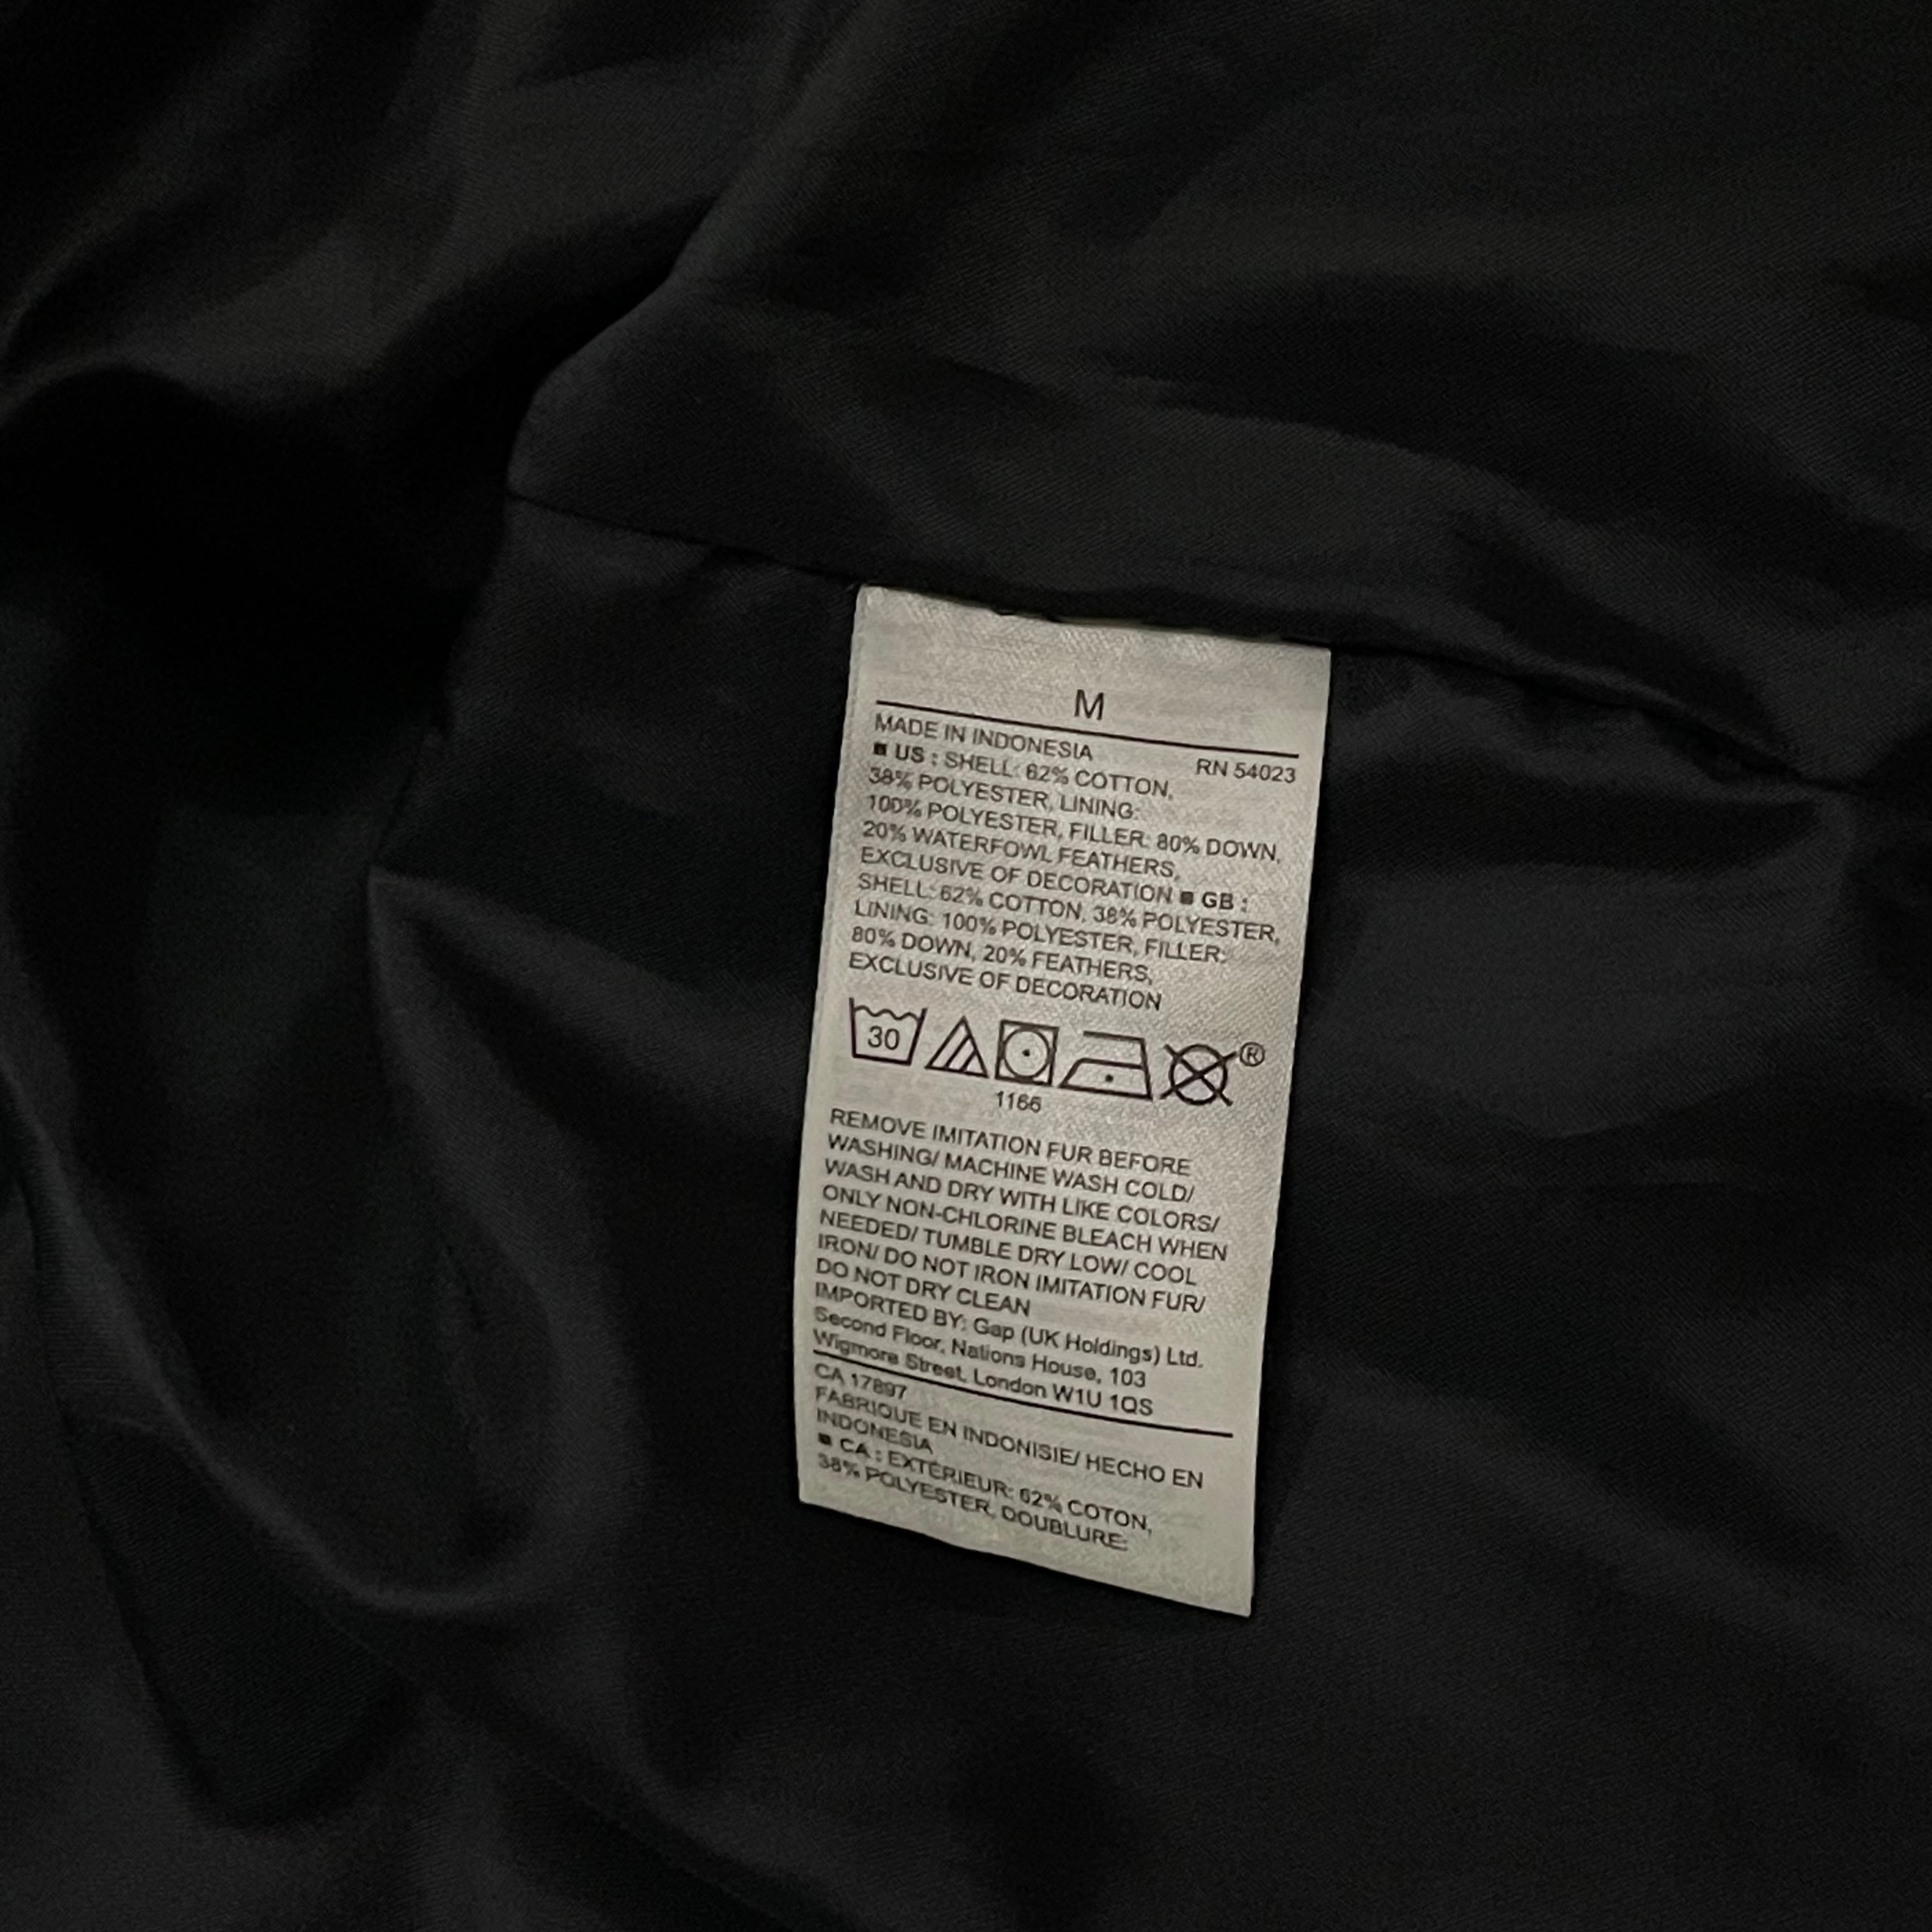 M
MADE IN INDONESIA
RN 54023
■ US : SHELL: 62% COTTON,
38% POLYESTER, LINING:
100% POLYESTER, FILLER: 80% DOWN,
20% WATERFOWL FEATHERS,
EXCLUSIVE OF DECORATION ■ GB :
SHELL: 62% COTTON, 38% POLYESTER,
LINING: 100% POLYESTER, FILLER:
80% DOWN, 20% FEATHERS,
EXCLUSIVE OF DECORATION
30
®
1166
REMOVE IMITATION FUR BEFORE
WASHING/ MACHINE WASH COLD/
WASH AND DRY WITH LIKE COLORS/
ONLY NON-CHLORINE BLEACH WHEN
NEEDED/ TUMBLE DRY LOW/ COOL
IRON/ DO NOT IRON IMITATION FUR/
DO NOT DRY CLEAN
IMPORTED BY: Gap (UK Holdings) Ltd.
Second Floor, Nations House, 103
Wigmore Street, London W1U 1QS
CA 17897
FABRIQUE EN INDONISIE/ HECHO EN
INDONESIA
■ CA : EXTÉRIEUR: 62% COTON,
38% POLYESTER, DOUBLURE: